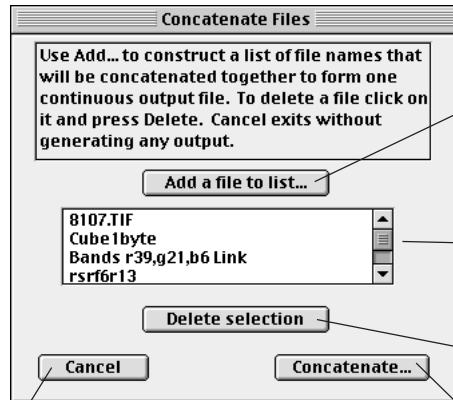 Concatenate Files
Use Add... to construct a list of file names that
will be concatenated together to form one
continuous output file. To delete a file click on
it and press Delete. Cancel exits without
generating any output.
Add a file to list...
8107.TIF
Cube1byte
Bands r39,g21,b6 Link
rsrf6r13
Delete selection
Cancel
Concatenate...